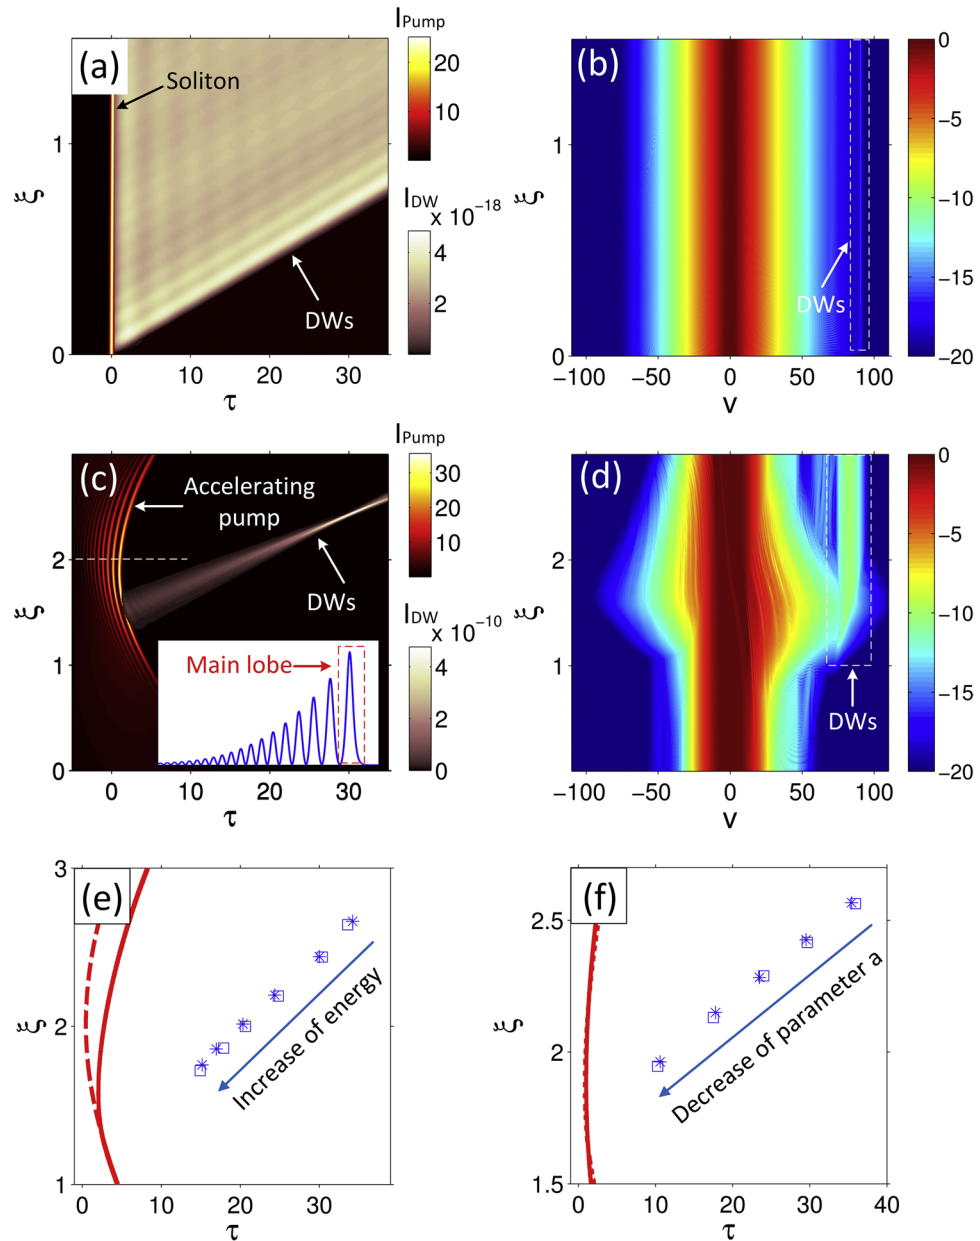 (a)
Soliton
DWs
ξ
1
0
0
10
20
30
τ
I_Pump
20
10
I_DW
x 10^−18
4
2
(b)
DWs
ξ
1
0
−100
−50
0
50
100
ν
0
−5
−10
−15
−20
(c)
Accelerating
pump
DWs
Main lobe
ξ
2
1
0
0
10
20
30
τ
I_Pump
30
20
10
I_DW
x 10^−10
4
2
0
(d)
DWs
ξ
2
1
0
−100
−50
0
50
100
ν
0
−5
−10
−15
−20
(e)
Increase of energy
ξ
3
2
1
0
10
20
30
τ
(f)
Decrease of parameter a
ξ
2.5
2
1.5
0
10
20
30
40
τ